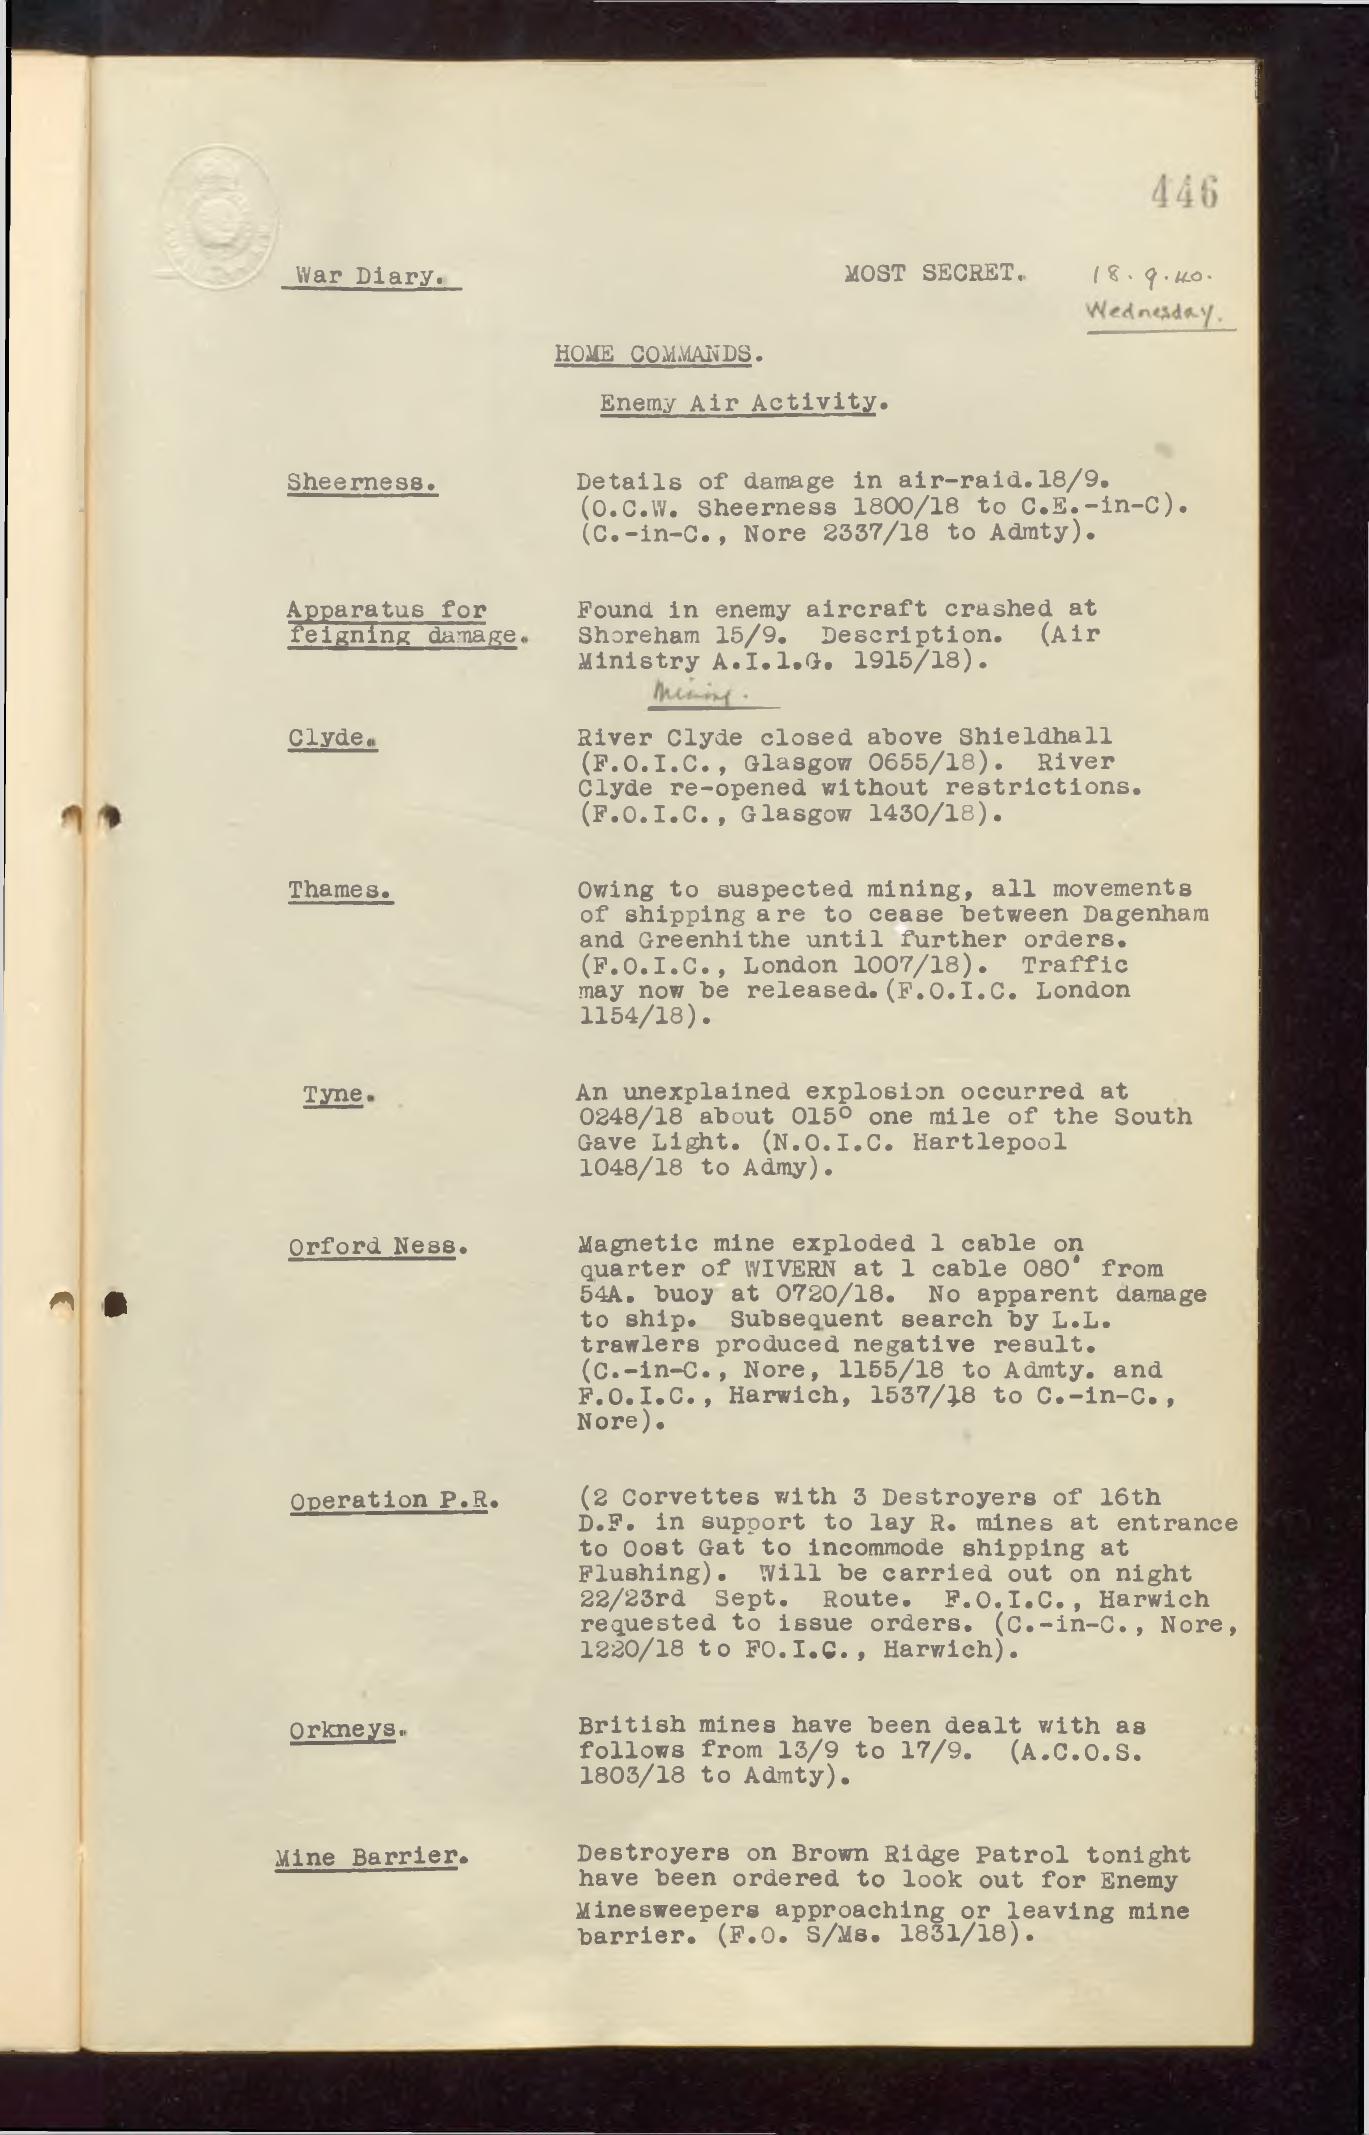 446
War Diary.
MOST SECRET.
18.9.40.
Wednesday.
HOME COMMANDS.
Enemy Air Activity.
Sheerness.
Details of damage in air-raid.18/9.
(O.C.W. Sheerness 1800/18 to C.E.-in-C).
(C.-in-C., Nore 2337/18 to Admty).
Apparatus for
feigning damage.
Found in enemy aircraft crashed at
Shoreham 15/9. Description. (Air
Ministry A.I.1.G. 1915/18).
Mining.
Clyde.
River Clyde closed above Shieldhall
(F.O.I.C., Glasgow 0655/18). River
Clyde re-opened without restrictions.
(F.O.I.C., Glasgow 1430/18).
Thames.
Owing to suspected mining, all movements
of shipping are to cease between Dagenham
and Greenhithe until further orders.
(F.O.I.C., London 1007/18). Traffic
may now be released.(F.O.I.C. London
1154/18).
Tyne.
An unexplained explosion occurred at
0248/18 about 015° one mile of the South
Gave Light. (N.O.I.C. Hartlepool
1048/18 to Admy).
Orford Ness.
Magnetic mine exploded 1 cable on
quarter of WIVERN at 1 cable 080° from
54A. buoy at 0720/18. No apparent damage
to ship. Subsequent search by L.L.
trawlers produced negative result.
(C.-in-C., Nore, 1155/18 to Admty. and
F.O.I.C., Harwich, 1537/18 to C.-in-C.,
Nore).
Operation P.R.
(2 Corvettes with 3 Destroyers of 16th
D.F. in support to lay R. mines at entrance
to Oost Gat to incommode shipping at
Flushing). Will be carried out on night
22/23rd Sept. Route. F.O.I.C., Harwich
requested to issue orders. (C.-in-C., Nore,
1220/18 to FO.I.C., Harwich).
Orkneys.
British mines have been dealt with as
follows from 13/9 to 17/9. (A.C.O.S.
1803/18 to Admty).
Mine Barrier.
Destroyers on Brown Ridge Patrol tonight
have been ordered to look out for Enemy
Minesweepers approaching or leaving mine
barrier. (F.O. S/Ms. 1831/18).